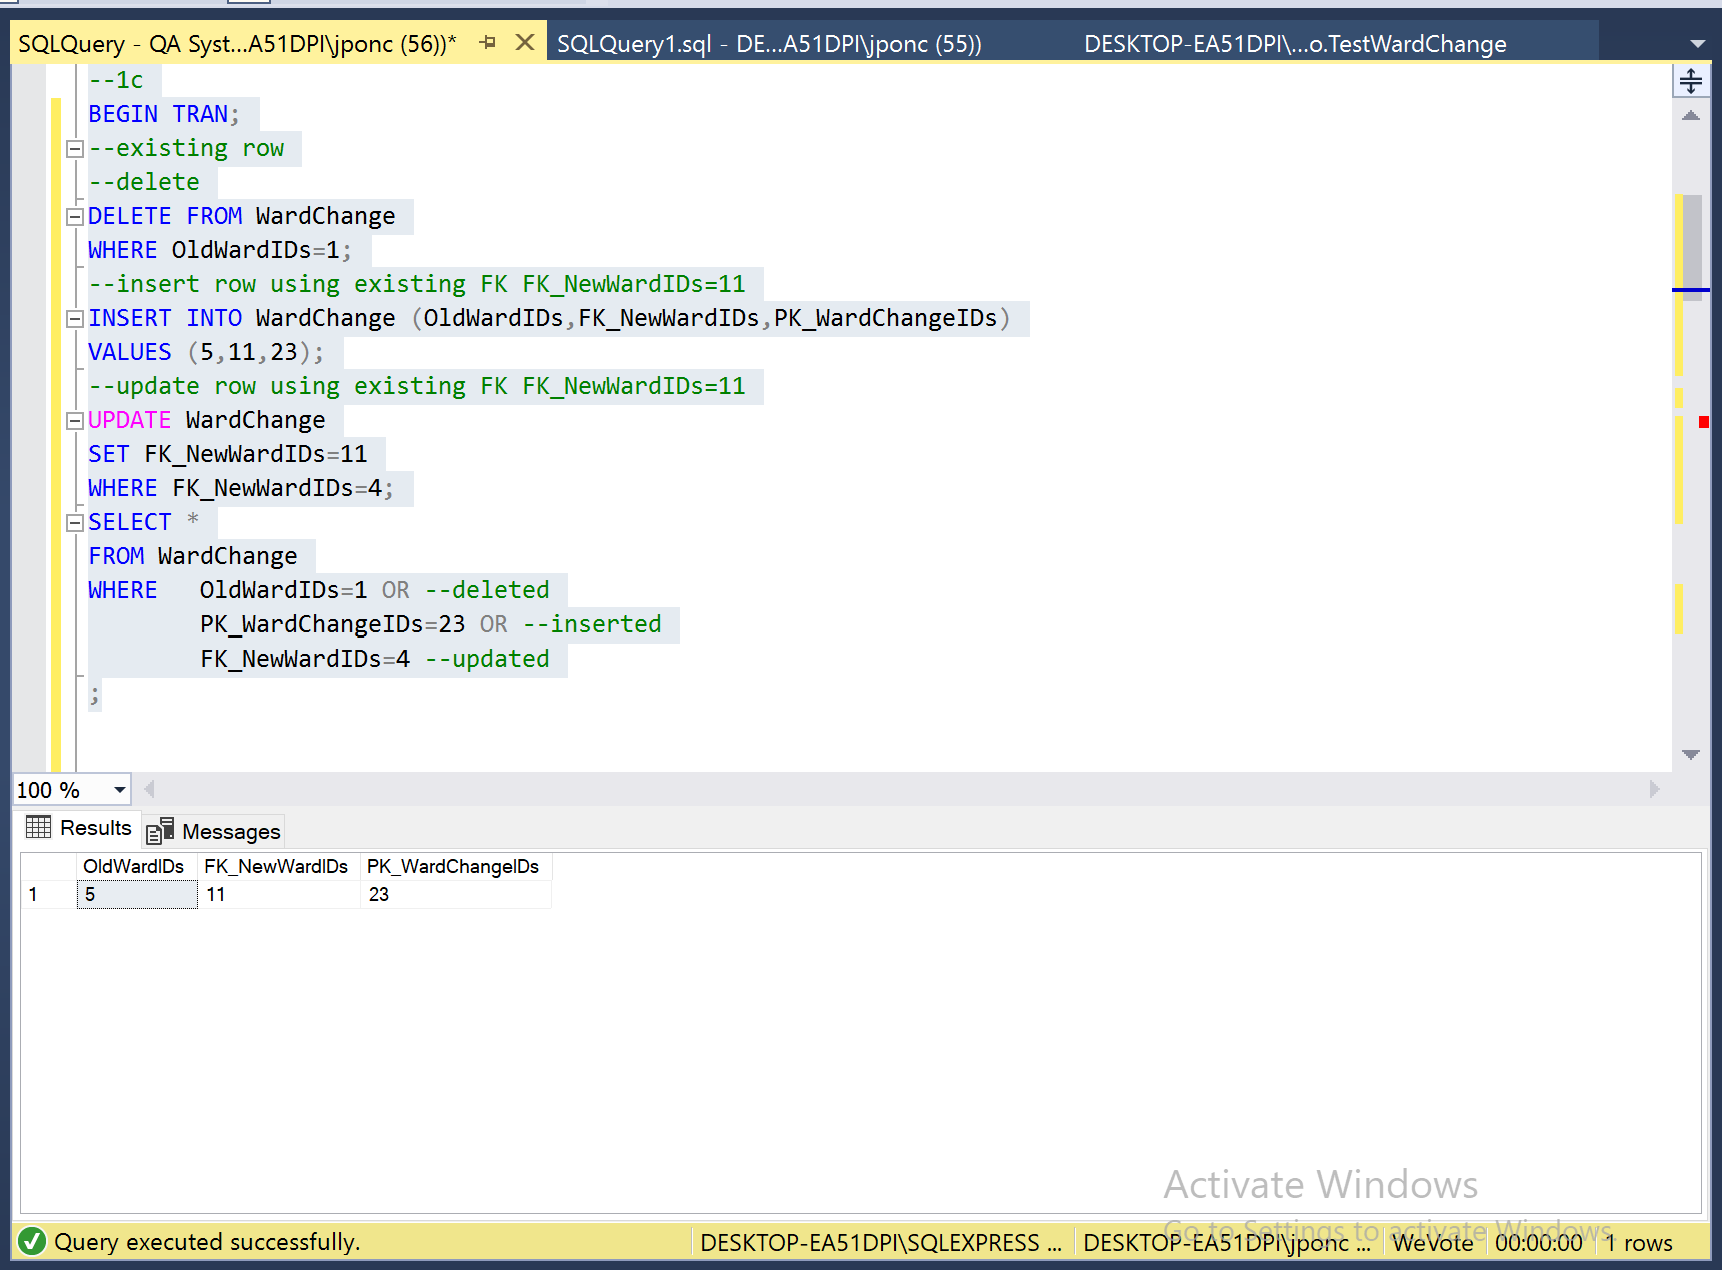 SQLQuery - QA Syst...A51DPI\jponc (56))* SQLQuery1.sql - DE...A51DPI\jponc (55)) DESKTOP-EA51DPI\...o.TestWardChange
--1c
BEGIN TRAN;
--existing row
--delete
DELETE FROM WardChange
WHERE OldWardIDs=1;
--insert row using existing FK FK_NewWardIDs=11
INSERT INTO WardChange (OldWardIDs,FK_NewWardIDs,PK_WardChangeIDs)
VALUES (5,11,23);
--update row using existing FK FK_NewWardIDs=11
UPDATE WardChange
SET FK_NewWardIDs=11
WHERE FK_NewWardIDs=4;
SELECT *
FROM WardChange
WHERE OldWardIDs=1 OR --deleted
PK_WardChangeIDs=23 OR --inserted
FK_NewWardIDs=4 --updated
;
100 %
Results Messages
OldWardIDs FK_NewWardIDs PK_WardChangeIDs
1 5 11 23
Activate Windows
Go to Settings to activate Windows.
Query executed successfully. DESKTOP-EA51DPI\SQLEXPRESS ... DESKTOP-EA51DPI\jponc ... WeVote 00:00:00 1 rows